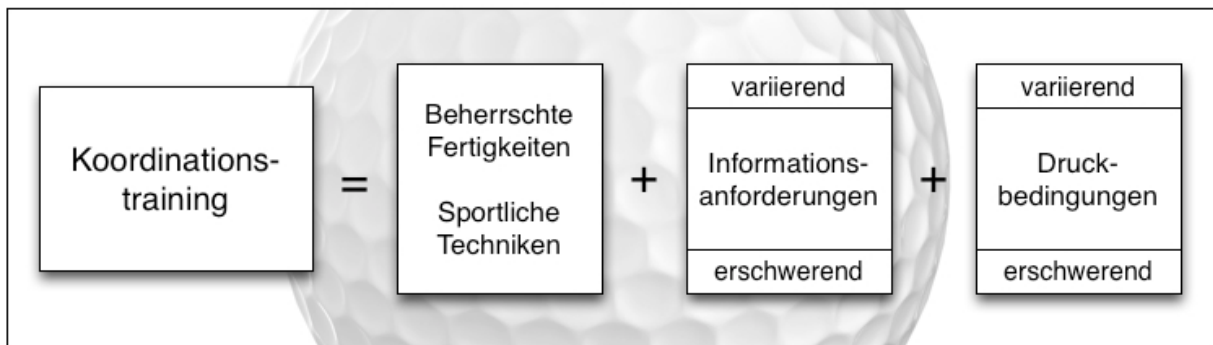 Koordinations-
training
=
Beherrschte
Fertigkeiten
Sportliche
Techniken
+
variierend
Informations-
anforderungen
erschwerend
+
variierend
Druck-
bedingungen
erschwerend